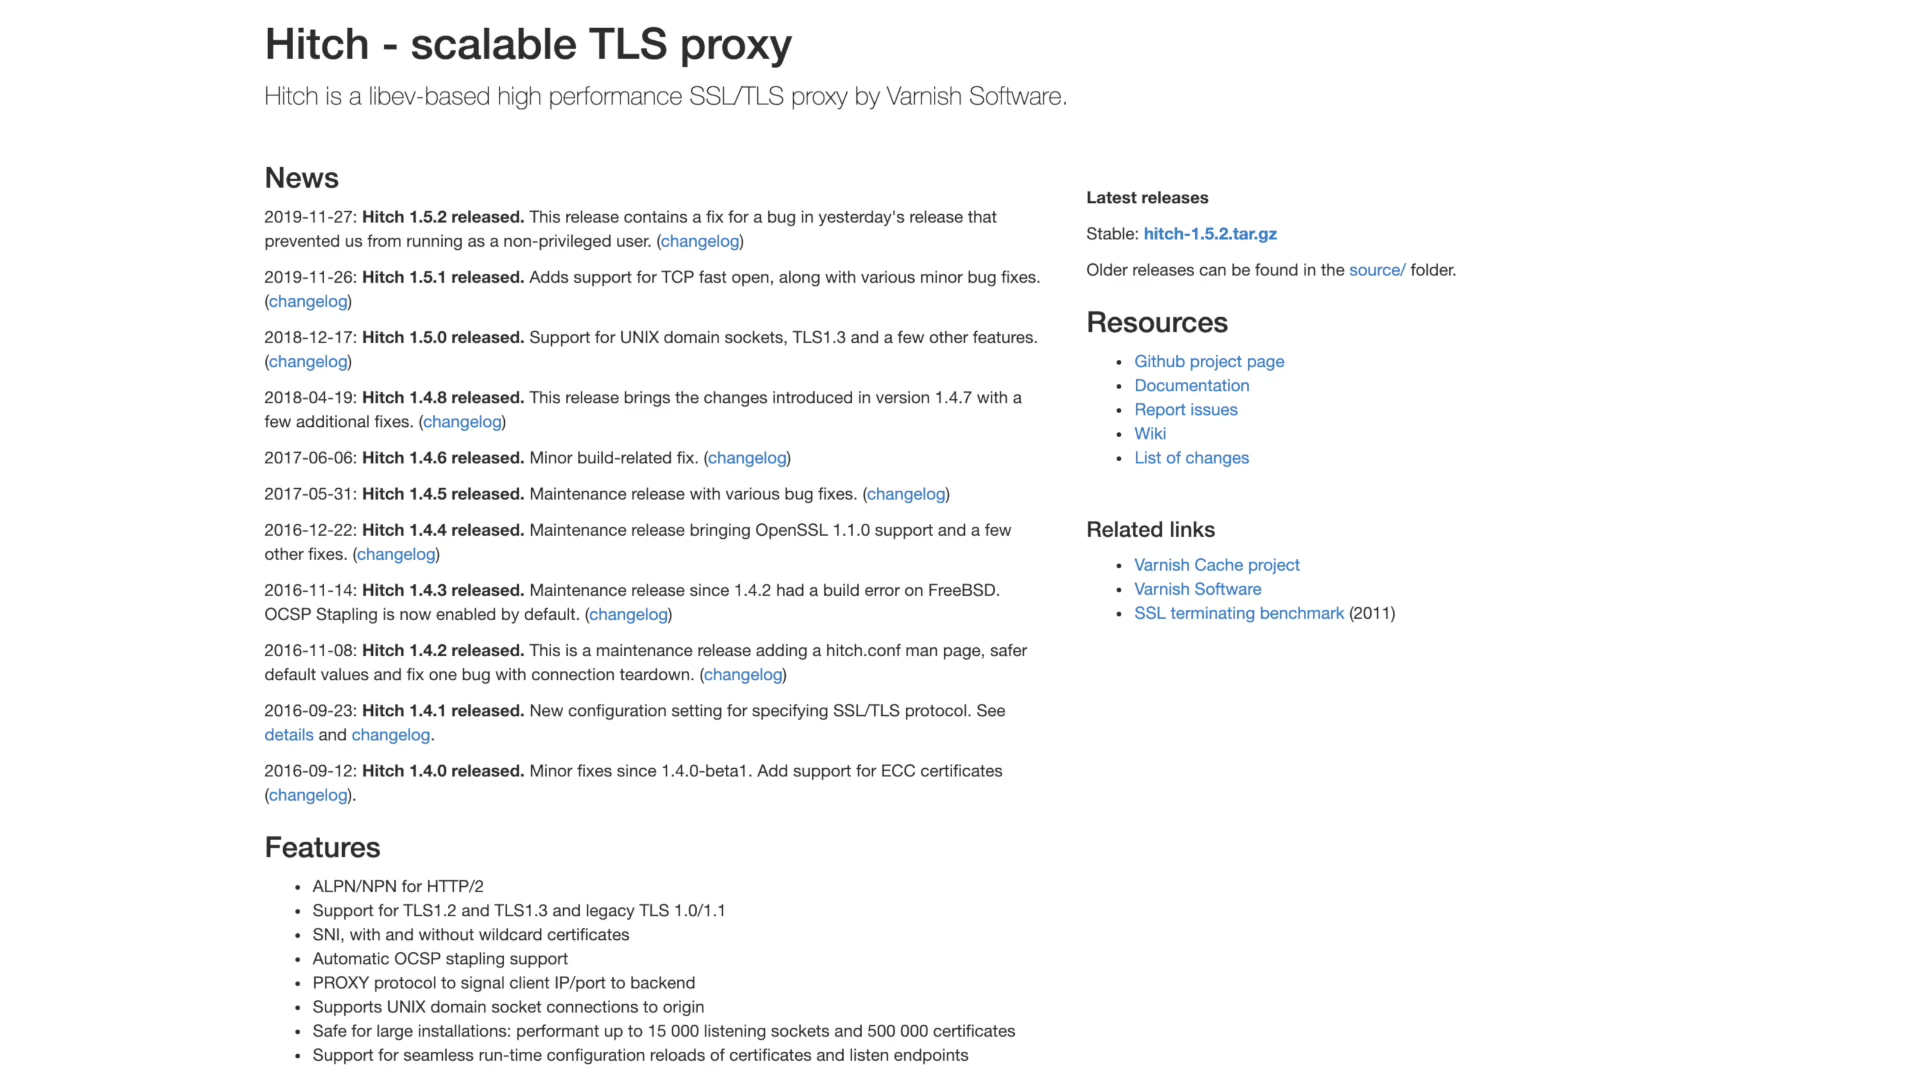 Hitch - scalable TLS proxy
Hitch is a libev-based high performance SSL/TLS proxy by Varnish Software.
News
2019-11-27: Hitch 1.5.2 released. This release contains a fix for a bug in yesterday's release that
prevented us from running as a non-privileged user. (changelog)
2019-11-26: Hitch 1.5.1 released. Adds support for TCP fast open, along with various minor bug fixes.
(changelog)
2018-12-17: Hitch 1.5.0 released. Support for UNIX domain sockets, TLS1.3 and a few other features.
(changelog)
2018-04-19: Hitch 1.4.8 released. This release brings the changes introduced in version 1.4.7 with a
few additional fixes. (changelog)
2017-06-06: Hitch 1.4.6 released. Minor build-related fix. (changelog)
2017-05-31: Hitch 1.4.5 released. Maintenance release with various bug fixes. (changelog)
2016-12-22: Hitch 1.4.4 released. Maintenance release bringing OpenSSL 1.1.0 support and a few
other fixes. (changelog)
2016-11-14: Hitch 1.4.3 released. Maintenance release since 1.4.2 had a build error on FreeBSD.
OCSP Stapling is now enabled by default. (changelog)
2016-11-08: Hitch 1.4.2 released. This is a maintenance release adding a hitch.conf man page, safer
default values and fix one bug with connection teardown. (changelog)
2016-09-23: Hitch 1.4.1 released. New configuration setting for specifying SSL/TLS protocol. See
details and changelog.
2016-09-12: Hitch 1.4.0 released. Minor fixes since 1.4.0-beta1. Add support for ECC certificates
(changelog).
Features
• ALPN/NPN for HTTP/2
• Support for TLS1.2 and TLS1.3 and legacy TLS 1.0/1.1
• SNI, with and without wildcard certificates
• Automatic OCSP stapling support
• PROXY protocol to signal client IP/port to backend
• Supports UNIX domain socket connections to origin
• Safe for large installations: performant up to 15 000 listening sockets and 500 000 certificates
• Support for seamless run-time configuration reloads of certificates and listen endpoints
Latest releases
Stable: hitch-1.5.2.tar.gz
Older releases can be found in the source/ folder.
Resources
• Github project page
• Documentation
• Report issues
• Wiki
• List of changes
Related links
• Varnish Cache project
• Varnish Software
• SSL terminating benchmark (2011)